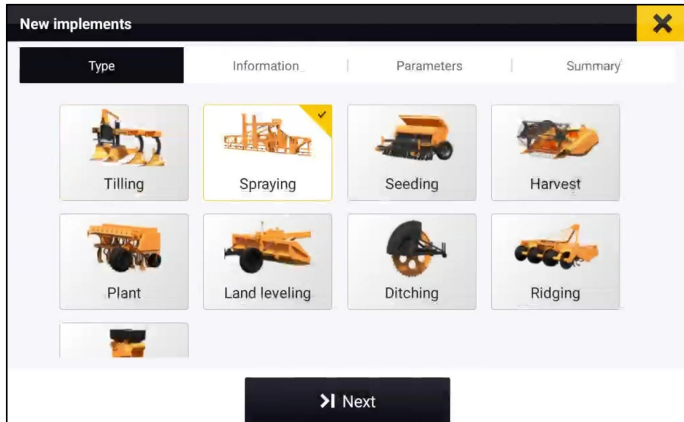 New implements
Type
Information
Parameters
Summary
Tilling
Spraying
Seeding
Harvest
Plant
Land leveling
Ditching
Ridging
Next